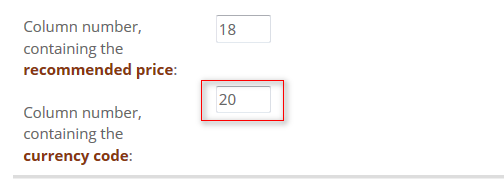 Column number,
18
containing the
recommended price:
20
Column number,
containing the
currency code: